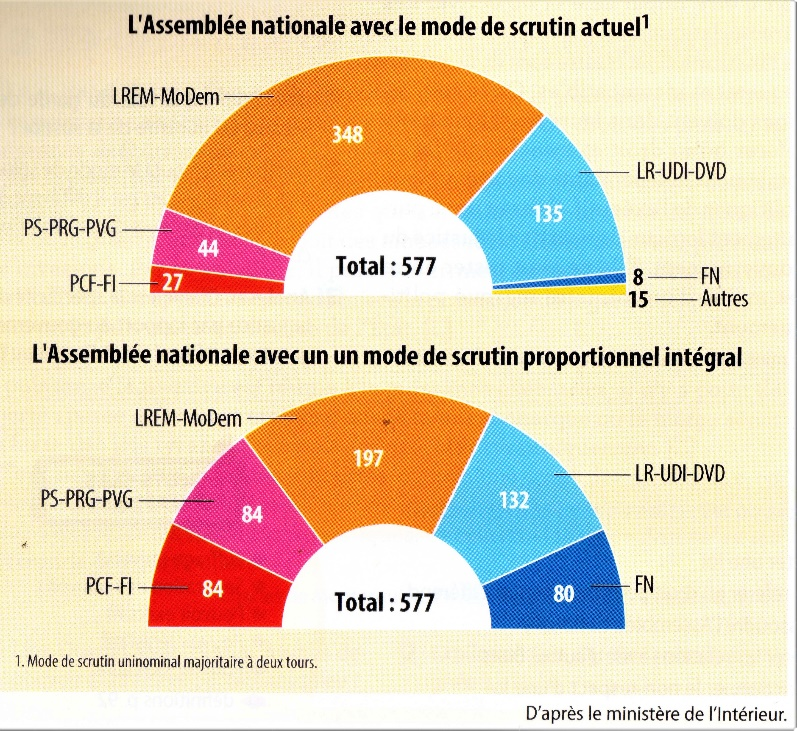 L'Assemblée nationale avec le mode de scrutin actuel¹
LREM-MoDem
348
LR-UDI-DVD
135
PS-PRG-PVG
44
Total : 577
PCF-FI
27
8
FN
15
Autres
L'Assemblée nationale avec un un mode de scrutin proportionnel intégral
LREM-MoDem
197
LR-UDI-DVD
132
PS-PRG-PVG
84
PCF-FI
84
Total : 577
80
FN
1. Mode de scrutin uninominal majoritaire à deux tours.
D'après le ministère de l'Intérieur.